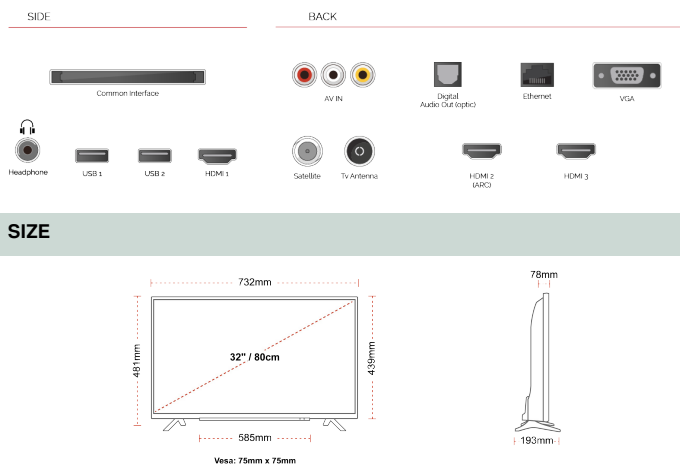 SIDE
BACK
Common Interface
AV IN
Digital
Audio Out (optic)
Ethernet
VGA
Headphone
USB 1
USB 2
HDMI 1
Satellite
Tv Antenna
HDMI 2
(ARC)
HDMI 3
SIZE
732mm
78mm
481mm
32" / 80cm
439mm
585mm
193mm
Vesa: 75mm x 75mm